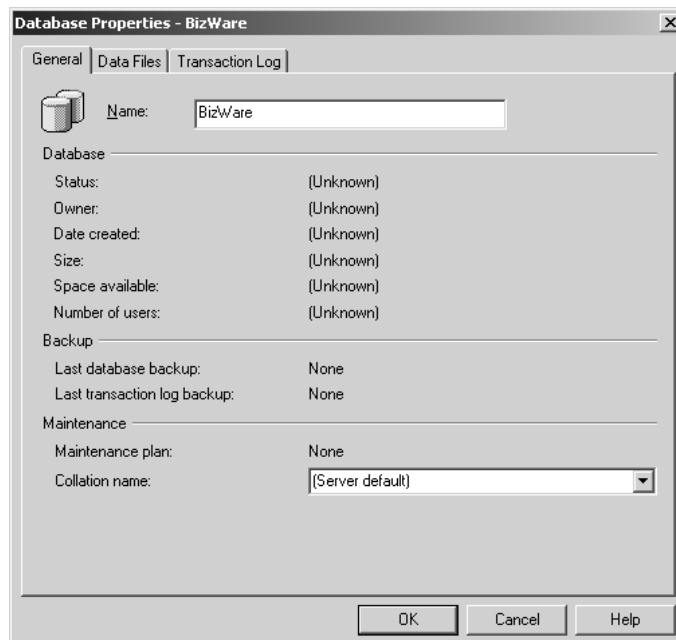 Database Properties - BizWare
General Data Files Transaction Log
Name: BizWare
Database
Status: (Unknown)
Owner: (Unknown)
Date created: (Unknown)
Size: (Unknown)
Space available: (Unknown)
Number of users: (Unknown)
Backup
Last database backup: None
Last transaction log backup: None
Maintenance
Maintenance plan: None
Collation name: (Server default)
OK Cancel Help